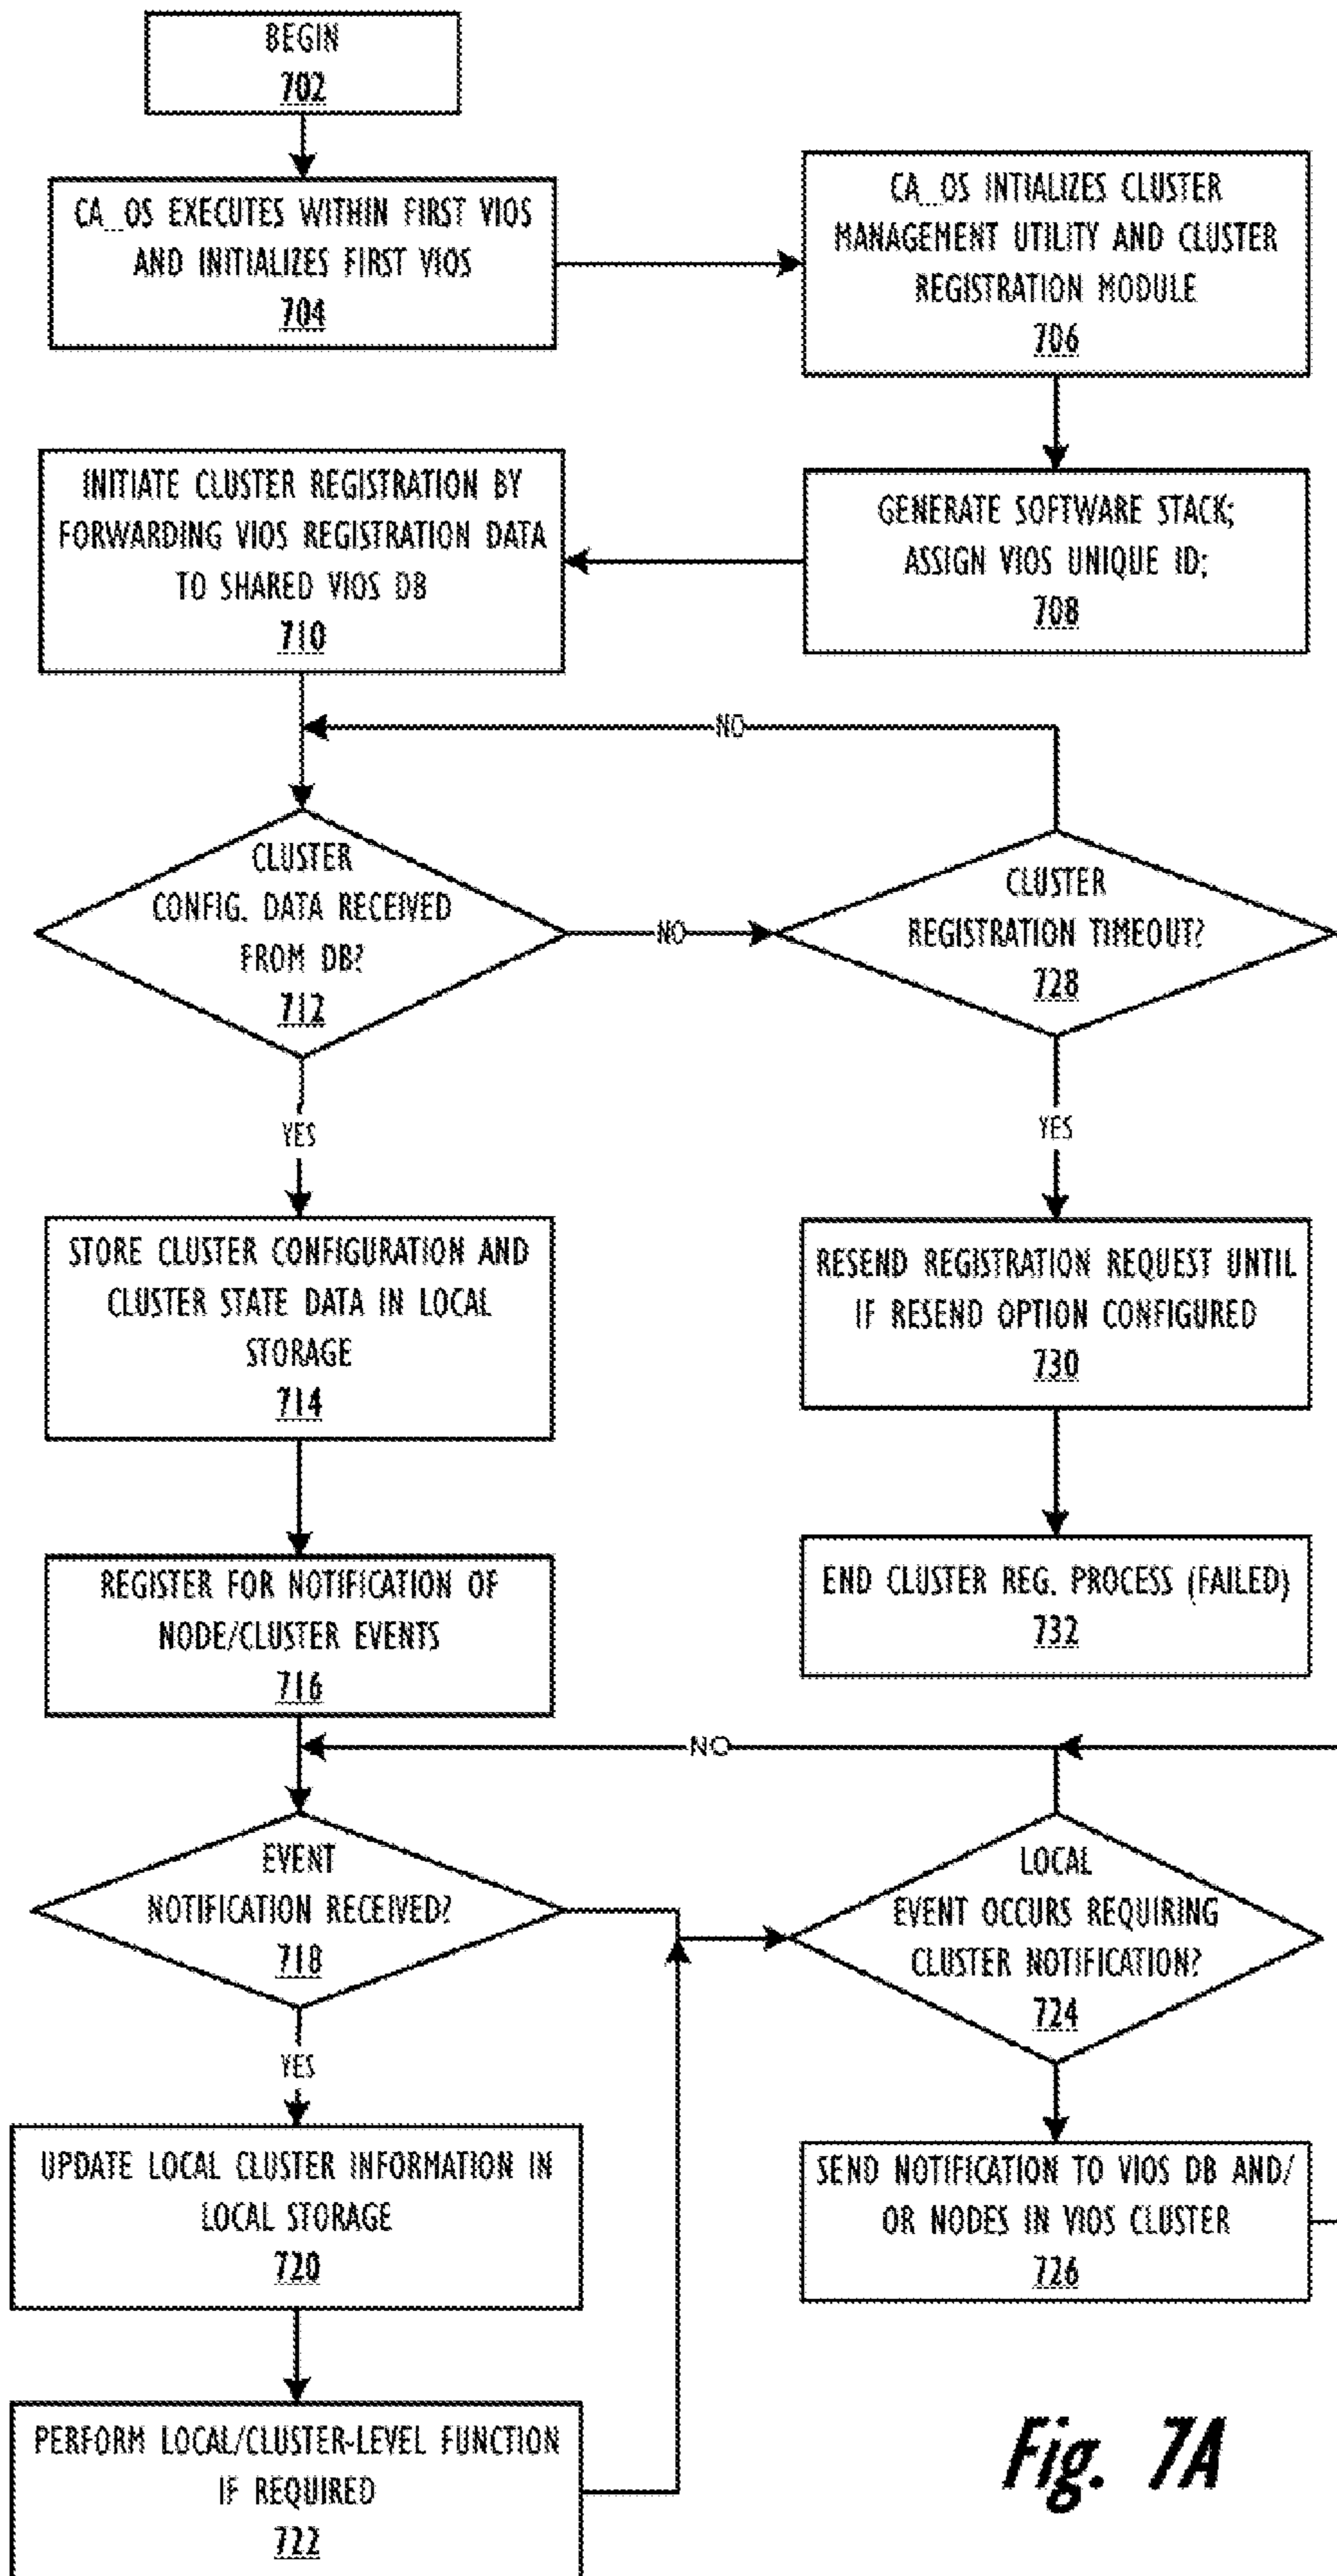 BEGIN
702
CA_OS EXECUTES WITHIN FIRST VIOS
AND INITIALIZES FIRST VIOS
704
CA_OS INTIALIZES CLUSTER
MANAGEMENT UTILITY AND CLUSTER
REGISTRATION MODULE
706
GENERATE SOFTWARE STACK;
ASSIGN VIOS UNIQUE ID;
708
INITIATE CLUSTER REGISTRATION BY
FORWARDING VIOS REGISTRATION DATA
TO SHARED VIOS DB
710
NO
CLUSTER
CONFIG. DATA RECEIVED
FROM DB?
712
NO
CLUSTER
REGISTRATION TIMEOUT?
728
YES
YES
STORE CLUSTER CONFIGURATION AND
CLUSTER STATE DATA IN LOCAL
STORAGE
714
RESEND REGISTRATION REQUEST UNTIL
IF RESEND OPTION CONFIGURED
730
REGISTER FOR NOTIFICATION OF
NODE/CLUSTER EVENTS
716
END CLUSTER REG. PROCESS (FAILED)
732
NO
EVENT
NOTIFICATION RECEIVED?
718
LOCAL
EVENT OCCURS REQUIRING
CLUSTER NOTIFICATION?
724
YES
UPDATE LOCAL CLUSTER INFORMATION IN
LOCAL STORAGE
720
SEND NOTIFICATION TO VIOS DB AND/
OR NODES IN VIOS CLUSTER
726
PERFORM LOCAL/CLUSTER-LEVEL FUNCTION
IF REQUIRED
722
Fig. 7A